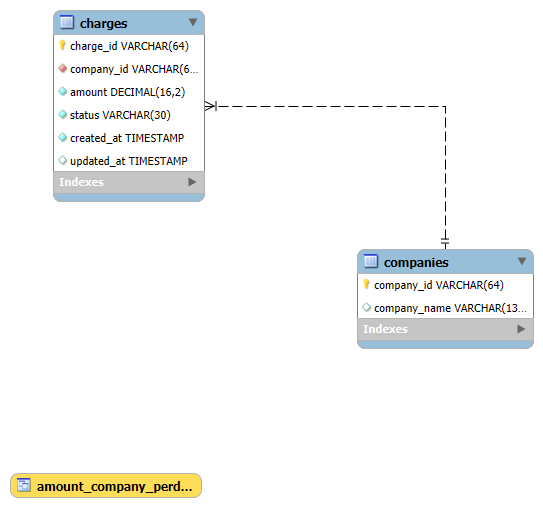 charges
charge_id VARCHAR(64)
company_id VARCHAR(6...
amount DECIMAL(16,2)
status VARCHAR(30)
created_at TIMESTAMP
updated_at TIMESTAMP
Indexes
companies
company_id VARCHAR(64)
company_name VARCHAR(13...
Indexes
amount_company_perd...